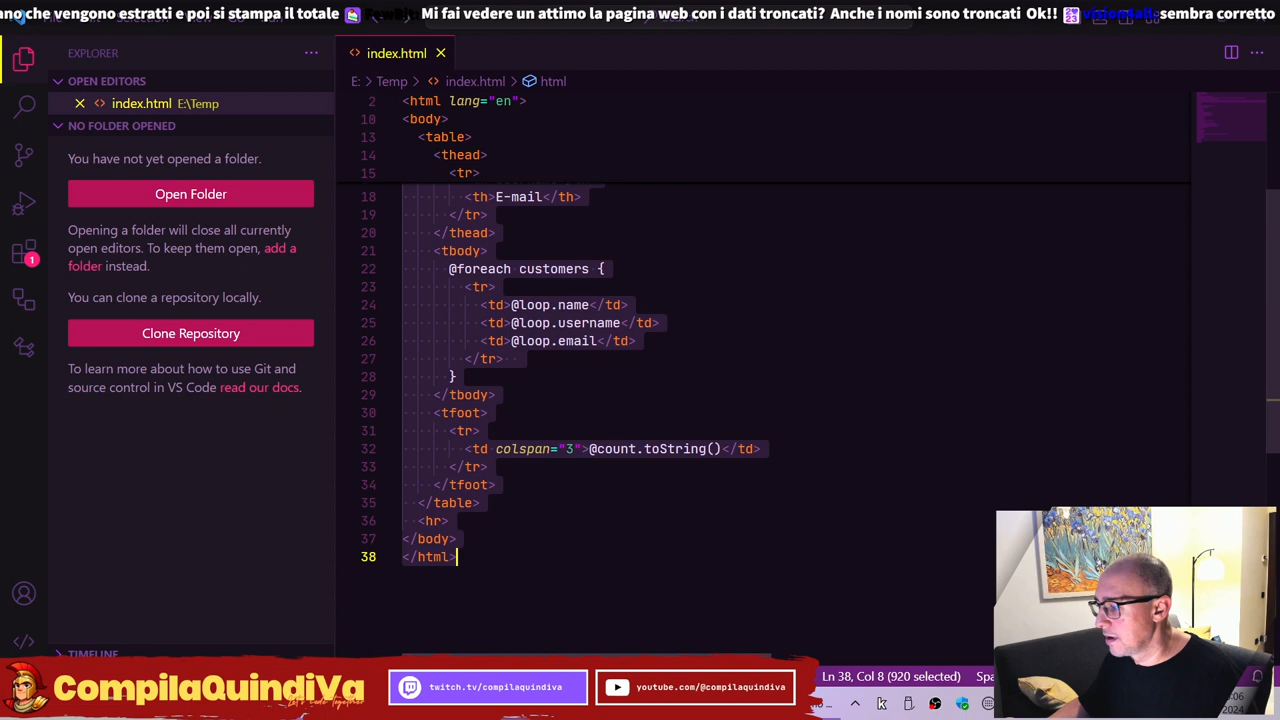 ano che vengono estratti e poi si stampa il totale
Mi fai vedere un attimo la pagina web con i dati troncati? Anche i nomi sono troncati Ok!!
vision4all:
sembra corretto
EXPLORER
OPEN EDITORS
index.html E:\Temp
NO FOLDER OPENED
You have not yet opened a folder.
Open Folder
Opening a folder will close all currently
open editors. To keep them open, add a
folder instead.
You can clone a repository locally.
Clone Repository
To learn more about how to use Git and
source control in VS Code read our docs.
TIMELINE
1
index.html
E: > Temp > index.html > html
2 <html lang="en">
10 <body>
13 <table>
14 <thead>
15 <tr>
18 <th>E-mail</th>
19 </tr>
20 </thead>
21 <tbody>
22 @foreach customers {
23 <tr>
24 <td>@loop.name</td>
25 <td>@loop.username</td>
26 <td>@loop.email</td>
27 </tr>
28 }
29 </tbody>
30 <tfoot>
31 <tr>
32 <td colspan="3">@count.toString()</td>
33 </tr>
34 </tfoot>
35 </table>
36 <hr>
37 </body>
38 </html>
CompilaQuindiVa
Let's code Together
twitch.tv/compilaquindiva
youtube.com/@compilaquindiva
Ln 38, Col 8 (920 selected)